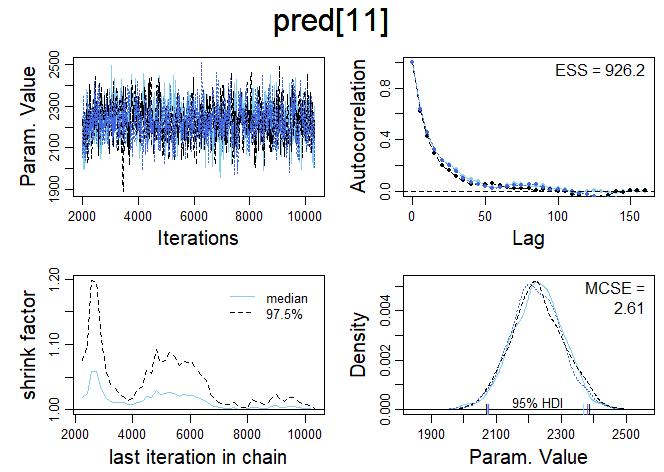 pred[11]
Param. Value
2500
2300
2100
1900
2000 4000 6000 8000 10000
Iterations
Autocorrelation
0.8
0.4
0.0
ESS = 926.2
0 50 100 150
Lag
shrink factor
1.20
1.10
1.00
median
97.5%
2000 4000 6000 8000 10000
last iteration in chain
Density
0.004
0.002
0.000
MCSE =
2.61
95% HDI
1900 2100 2300 2500
Param. Value